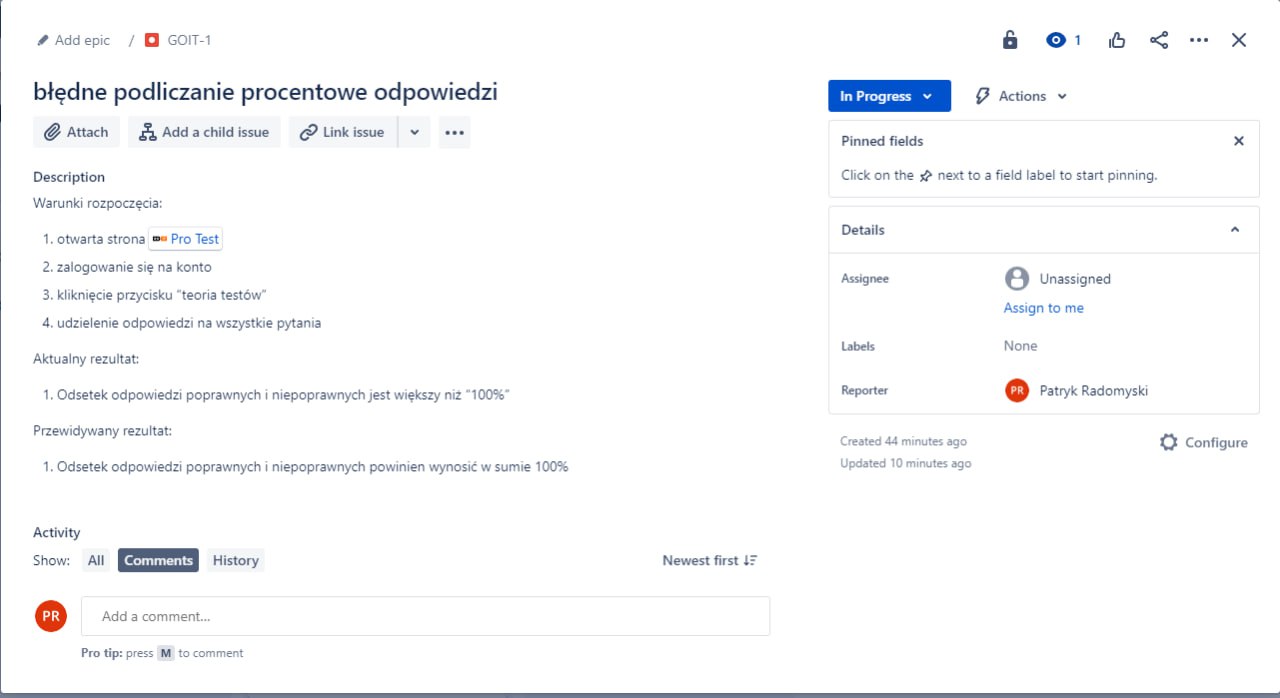 Add epic / GOIT-1
1
błędne podliczanie procentowe odpowiedzi
In Progress
Actions
Attach
Add a child issue
Link issue
Pinned fields
Click on the next to a field label to start pinning.
Description
Warunki rozpoczęcia:
1. otwarta strona Pro Test
2. zalogowanie się na konto
3. kliknięcie przycisku “teoria testów”
4. udzielenie odpowiedzi na wszystkie pytania
Aktualny rezultat:
1. Odsetek odpowiedzi poprawnych i niepoprawnych jest większy niż “100%”
Przewidywany rezultat:
1. Odsetek odpowiedzi poprawnych i niepoprawnych powinien wynosić w sumie 100%
Details
Assignee
Unassigned
Assign to me
Labels
None
Reporter
PR Patryk Radomyski
Created 44 minutes ago
Updated 10 minutes ago
Configure
Activity
Show: All Comments History
Newest first
PR
Add a comment...
Pro tip: press M to comment